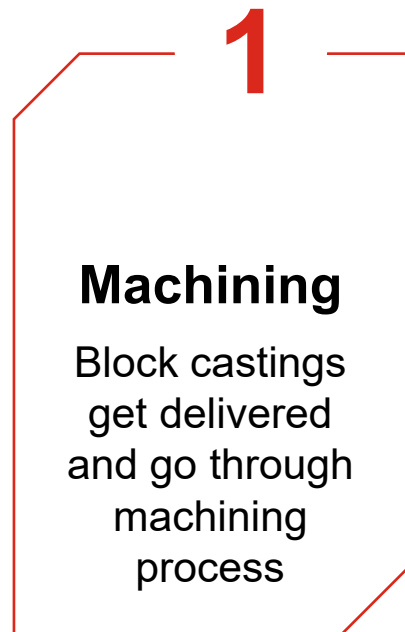 1
Machining
Block castings
get delivered
and go through
machining
process